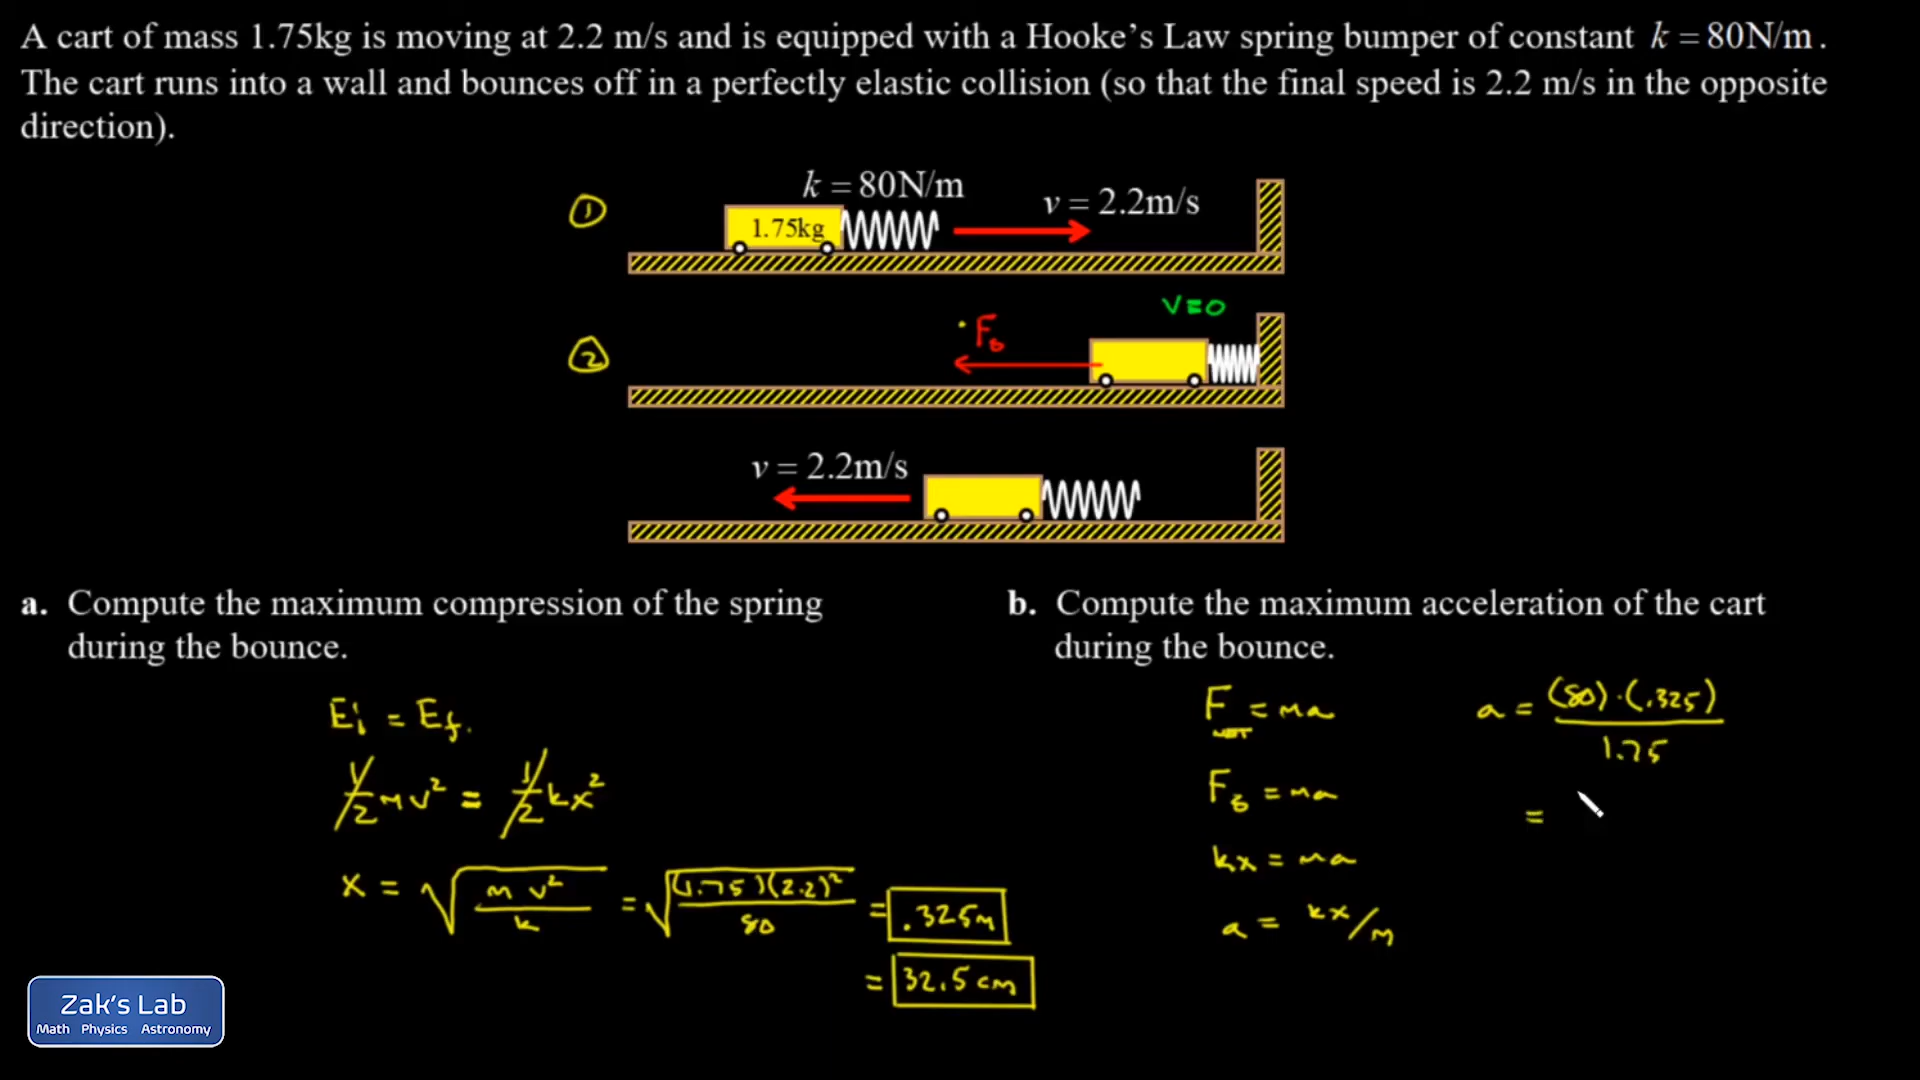 A cart of mass 1.75kg is moving at 2.2 m/s and is equipped with a Hooke's Law spring bumper of constant k = 80N/m.
The cart runs into a wall and bounces off in a perfectly elastic collision (so that the final speed is 2.2 m/s in the opposite
direction).
①
k = 80N/m
v = 2.2m/s
1.75kg
V=0
②
Fs
v = 2.2m/s
a. Compute the maximum compression of the spring
during the bounce.
Ei = Ef.
1/2 mv² = 1/2 kx²
x = √(mv²/k) = √((1.75)(2.2)²/80) = .325m
= 32.5 cm
b. Compute the maximum acceleration of the cart
during the bounce.
F NET = ma
Fs = ma
kx = ma
a = kx/m
a = (80)·(.325)/1.75
=
Zak's Lab
Math Physics Astronomy